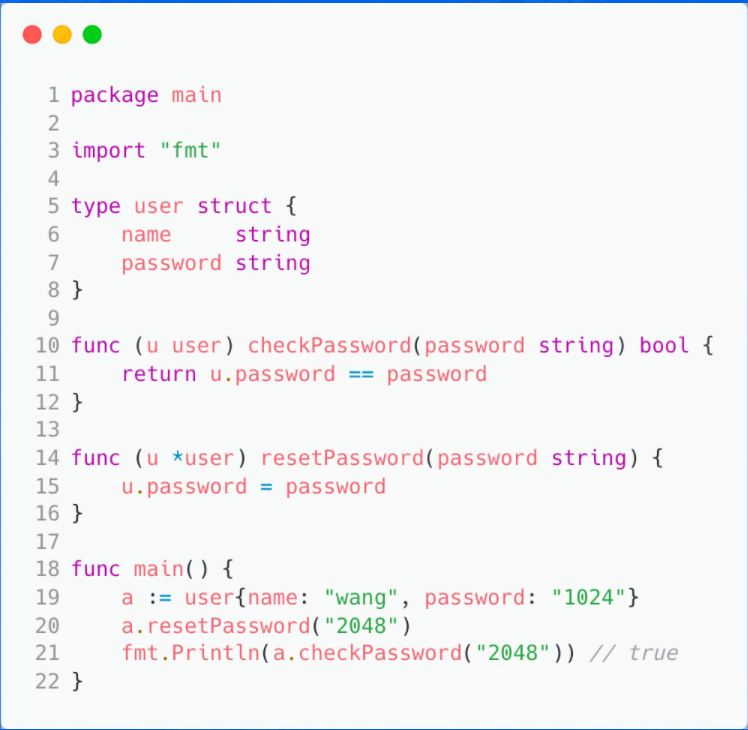 1 package main
2
3 import "fmt"
4
5 type user struct {
6     name     string
7     password string
8 }
9
10 func (u user) checkPassword(password string) bool {
11     return u.password == password
12 }
13
14 func (u *user) resetPassword(password string) {
15     u.password = password
16 }
17
18 func main() {
19     a := user{name: "wang", password: "1024"}
20     a.resetPassword("2048")
21     fmt.Println(a.checkPassword("2048")) // true
22 }